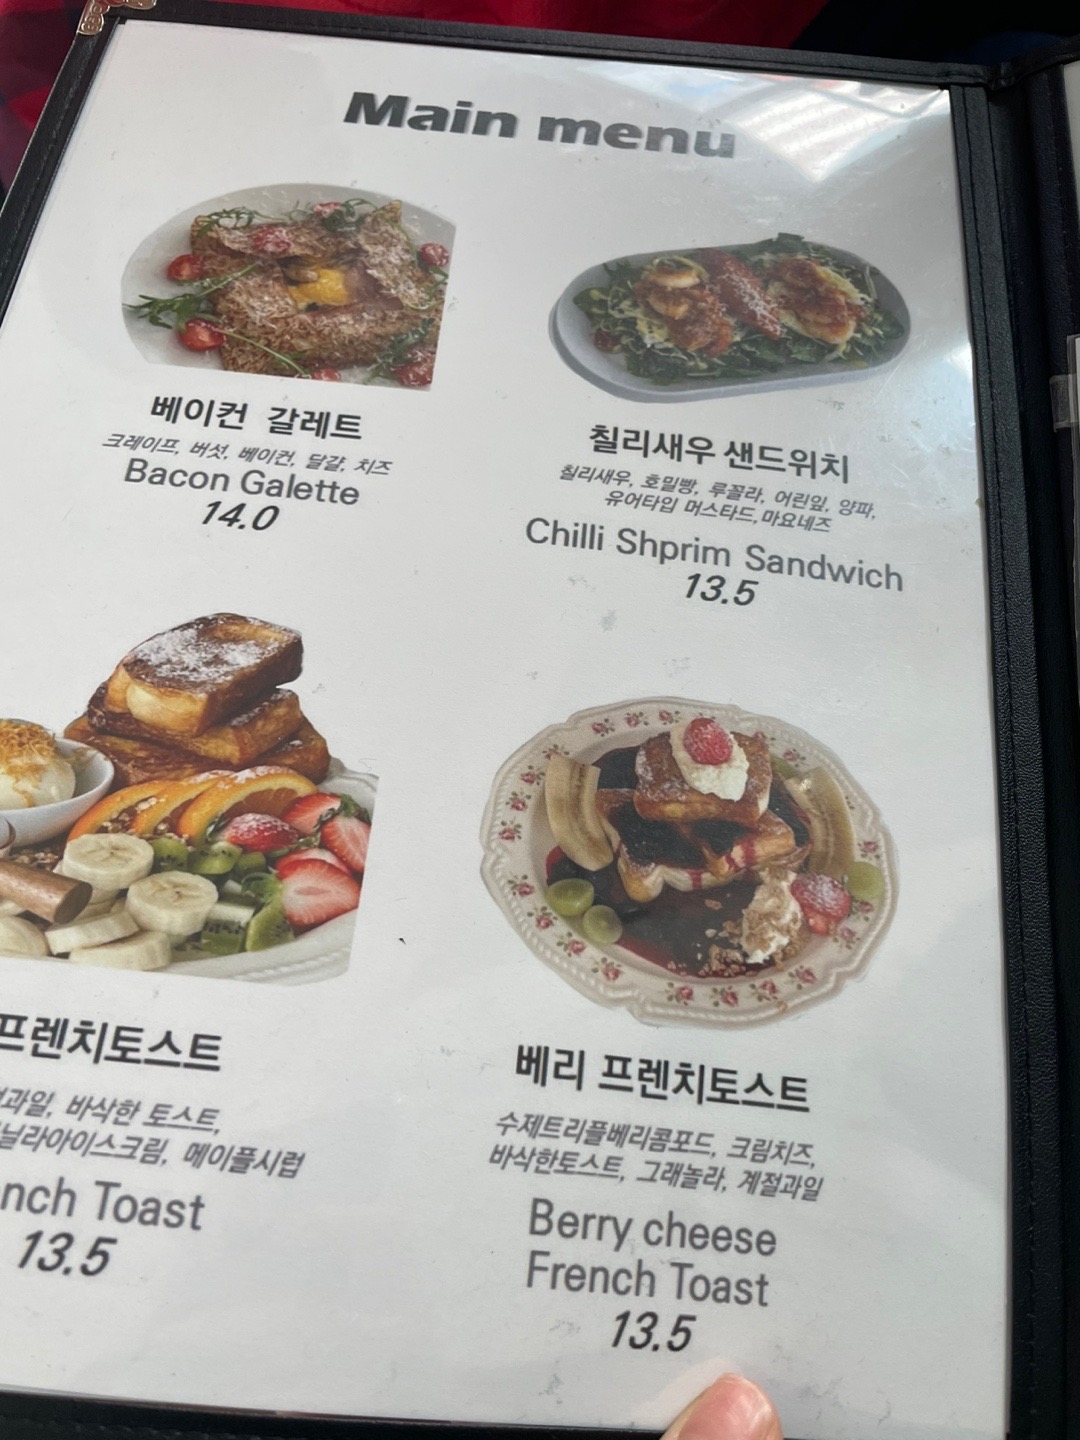 Main menu
베이컨 갈레트
크레이프, 버섯, 베이컨, 달걀, 치즈
Bacon Galette
14.0
칠리새우 샌드위치
칠리새우, 호밀빵, 루꼴라, 어린잎, 양파,
유어타입 머스타드,마요네즈
Chilli Shprim Sandwich
13.5
프렌치토스트
과일, 바삭한 토스트,
닐라아이스크림, 메이플시럽
nch Toast
13.5
베리 프렌치토스트
수제트리플베리콤포드, 크림치즈,
바삭한토스트, 그래놀라, 계절과일
Berry cheese
French Toast
13.5